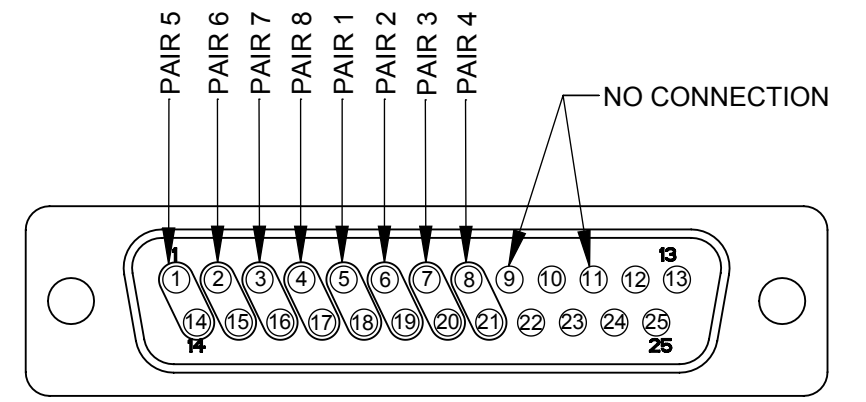 PAIR 5
PAIR 6
PAIR 7
PAIR 8
PAIR 1
PAIR 2
PAIR 3
PAIR 4
NO CONNECTION
1 13
1 2 3 4 5 6 7 8 9 10 11 12 13
14 15 16 17 18 19 20 21 22 23 24 25
14 25